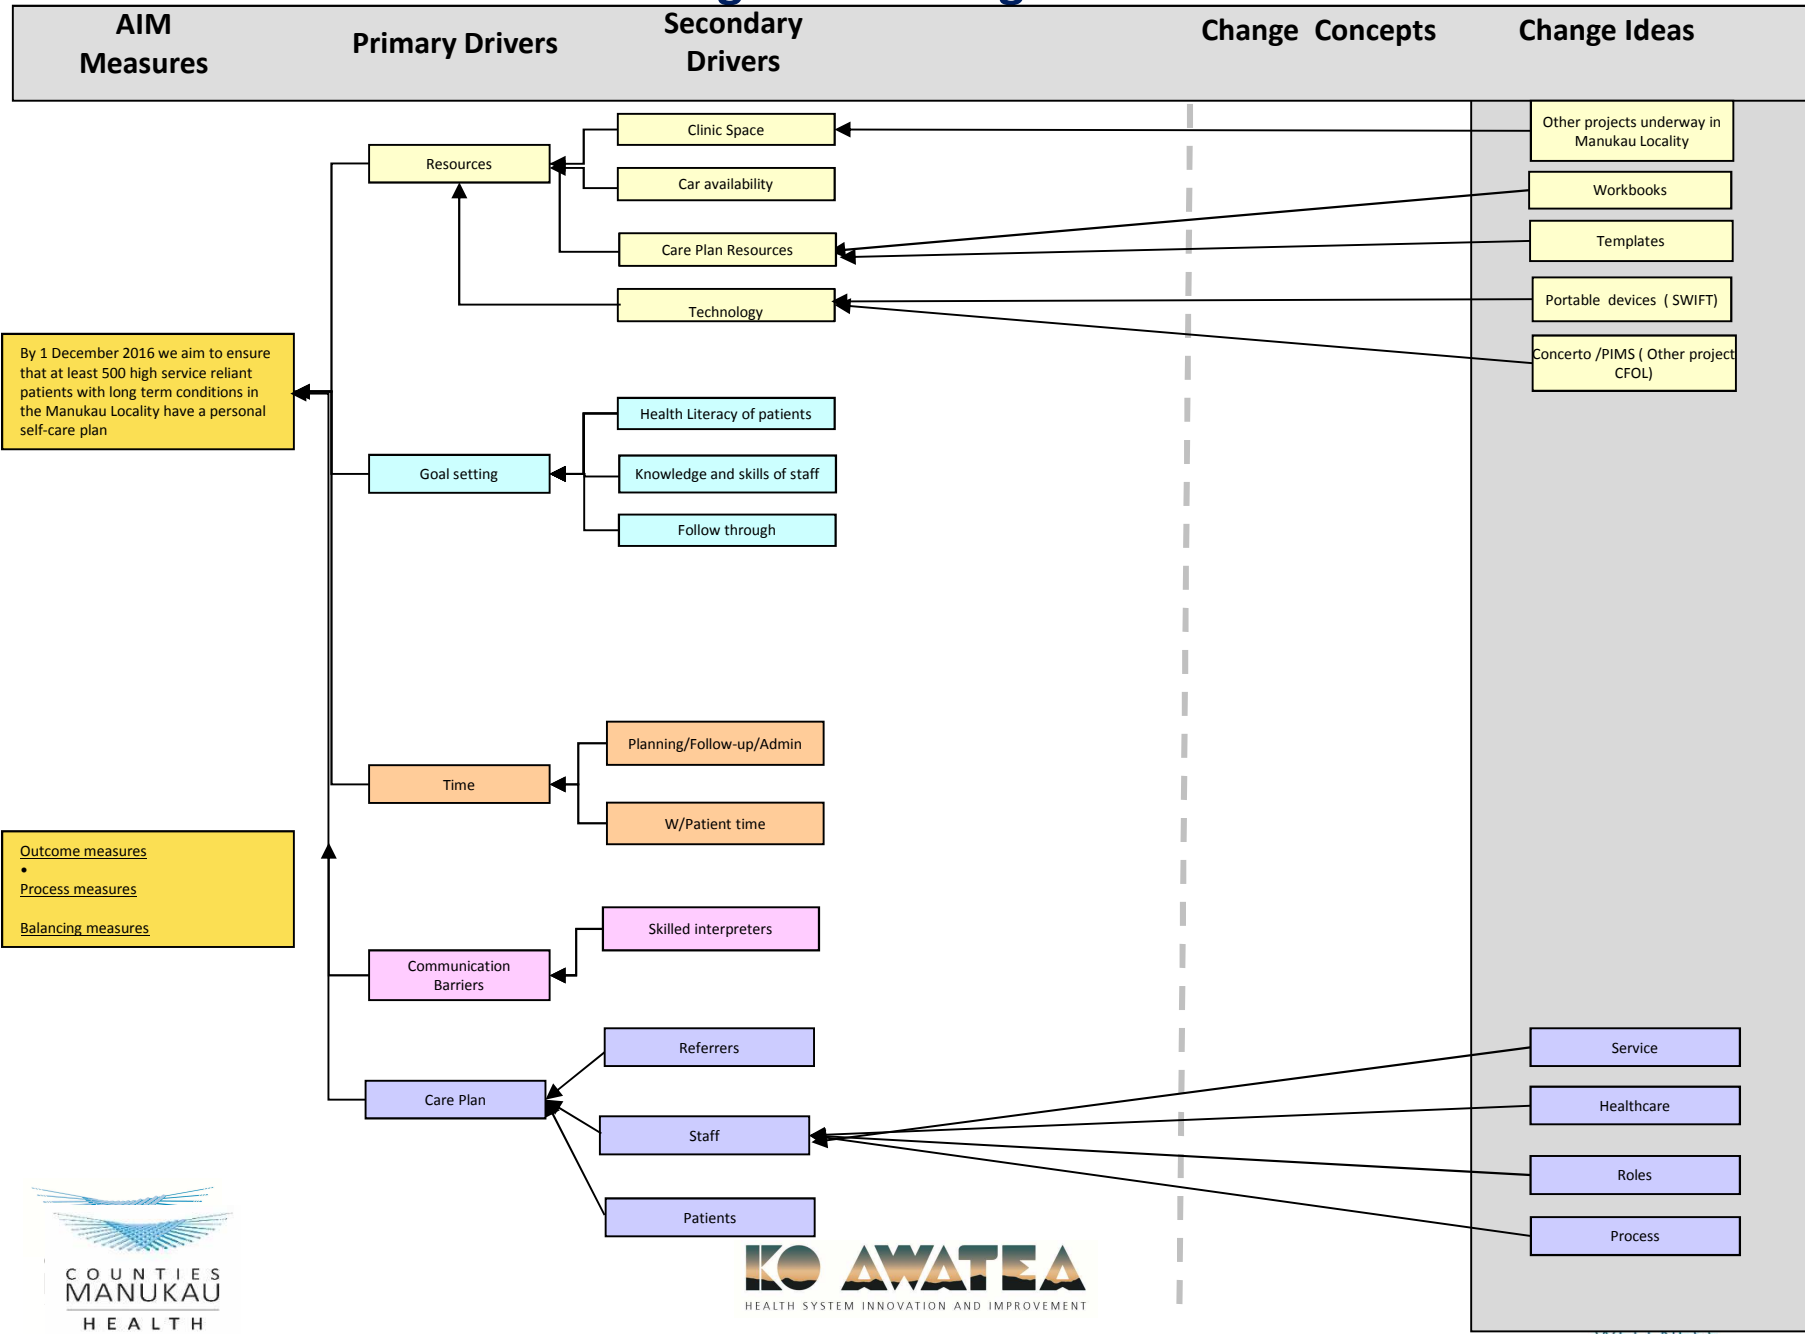 AIM
Measures
Primary Drivers
Secondary
Drivers
Change  Concepts
Change Ideas
Clinic Space
Other projects underway in
Manukau Locality
Resources
Car availability
Workbooks
Care Plan Resources
Templates
Technology
Portable  devices  ( SWIFT)
Concerto /PIMS ( Other project
CFOL)
By 1 December 2016 we aim to ensure
that at least 500 high service reliant
patients with long term conditions in
the Manukau Locality have a personal
self-care plan
Health Literacy of patients
Goal setting
Knowledge and skills of staff
Follow through
Planning/Follow-up/Admin
Time
W/Patient time
Outcome measures
•
Process measures
Balancing measures
Skilled interpreters
Communication
Barriers
Referrers
Service
Care Plan
Healthcare
Staff
Roles
Patients
Process
COUNTIES
MANUKAU
HEALTH
KO AWATEA
HEALTH SYSTEM INNOVATION AND IMPROVEMENT